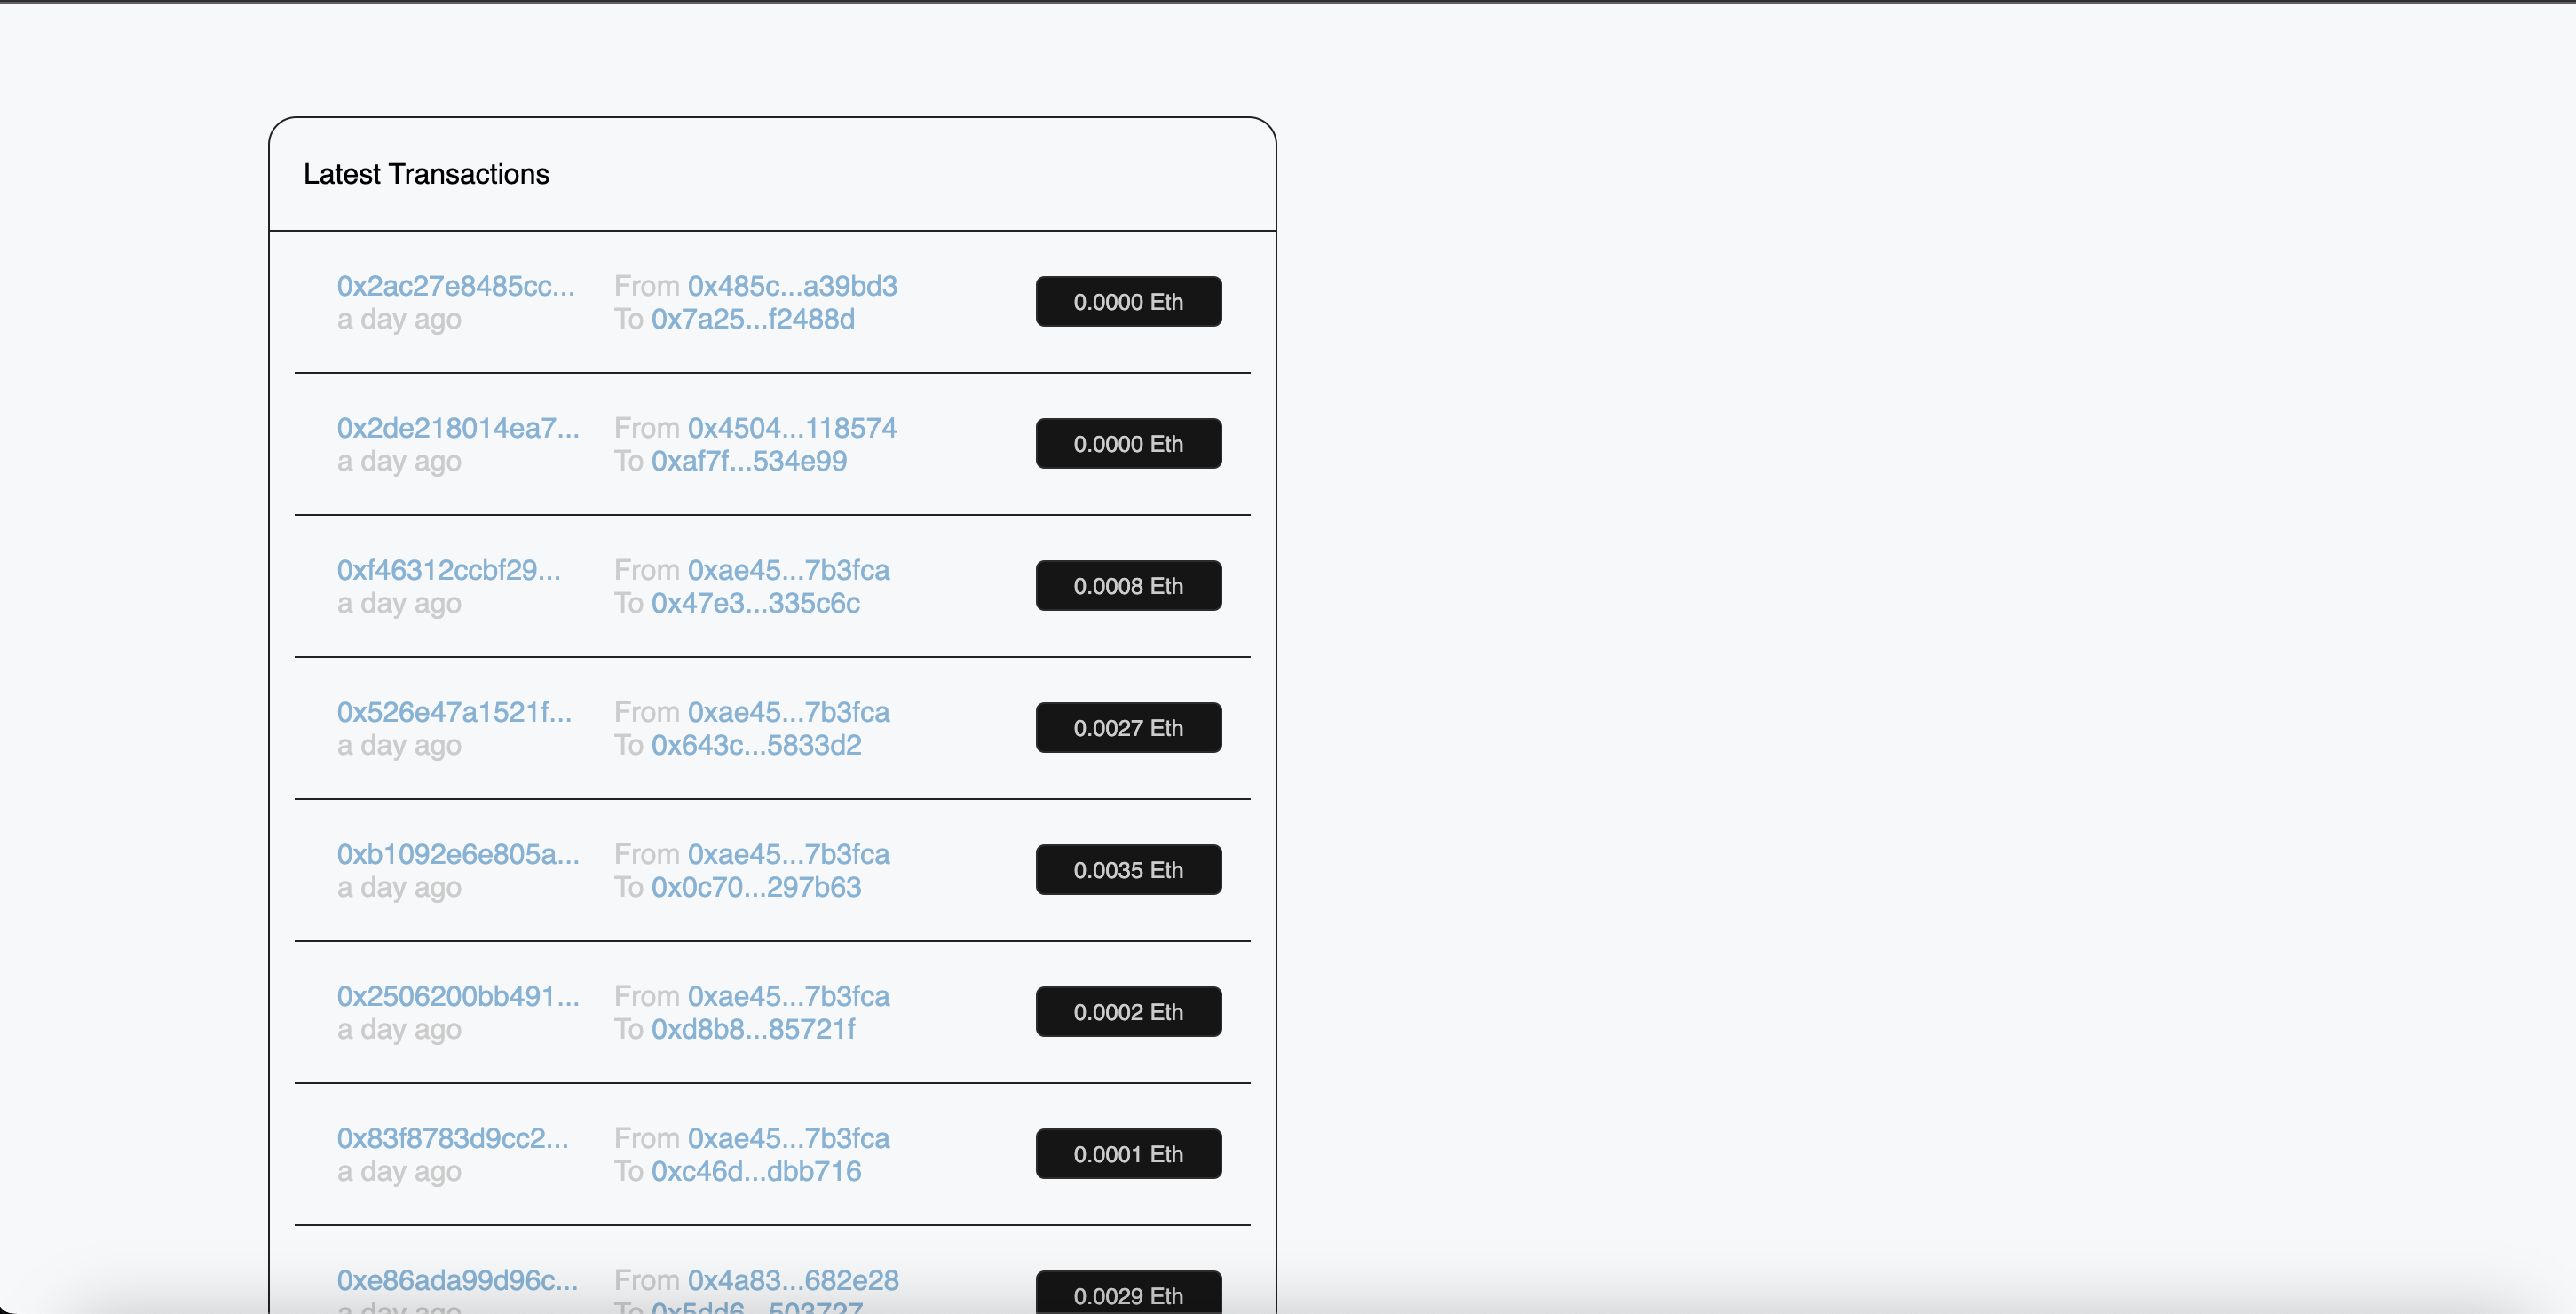 Latest Transactions
0x2ac27e8485cc... From 0x485c...a39bd3 0.0000 Eth
a day ago To 0x7a25...f2488d
0x2de218014ea7... From 0x4504...118574 0.0000 Eth
a day ago To 0xaf7f...534e99
0xf46312ccbf29... From 0xae45...7b3fca 0.0008 Eth
a day ago To 0x47e3...335c6c
0x526e47a1521f... From 0xae45...7b3fca 0.0027 Eth
a day ago To 0x643c...5833d2
0xb1092e6e805a... From 0xae45...7b3fca 0.0035 Eth
a day ago To 0x0c70...297b63
0x2506200bb491... From 0xae45...7b3fca 0.0002 Eth
a day ago To 0xd8b8...85721f
0x83f8783d9cc2... From 0xae45...7b3fca 0.0001 Eth
a day ago To 0xc46d...dbb716
0xe86ada99d96c... From 0x4a83...682e28 0.0029 Eth
a day ago To 0x5dd6...503727